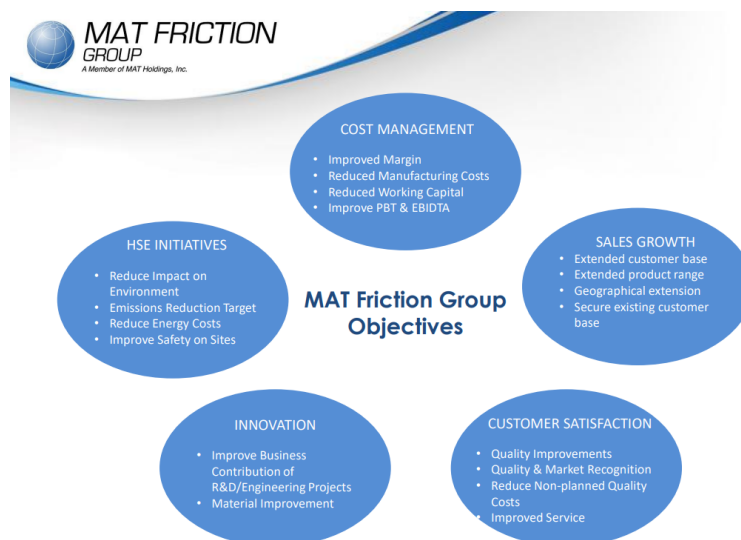 MAT FRICTION
GROUP
A Member of MAT Holdings, Inc.
COST MANAGEMENT
• Improved Margin
• Reduced Manufacturing Costs
• Reduced Working Capital
• Improve PBT & EBIDTA
HSE INITIATIVES
• Reduce Impact on
Environment
• Emissions Reduction Target
• Reduce Energy Costs
• Improve Safety on Sites
SALES GROWTH
• Extended customer base
• Extended product range
• Geographical extension
• Secure existing customer
base
MAT Friction Group
Objectives
INNOVATION
• Improve Business
Contribution of
R&D/Engineering Projects
• Material Improvement
CUSTOMER SATISFACTION
• Quality Improvements
• Quality & Market Recognition
• Reduce Non-planned Quality
Costs
• Improved Service